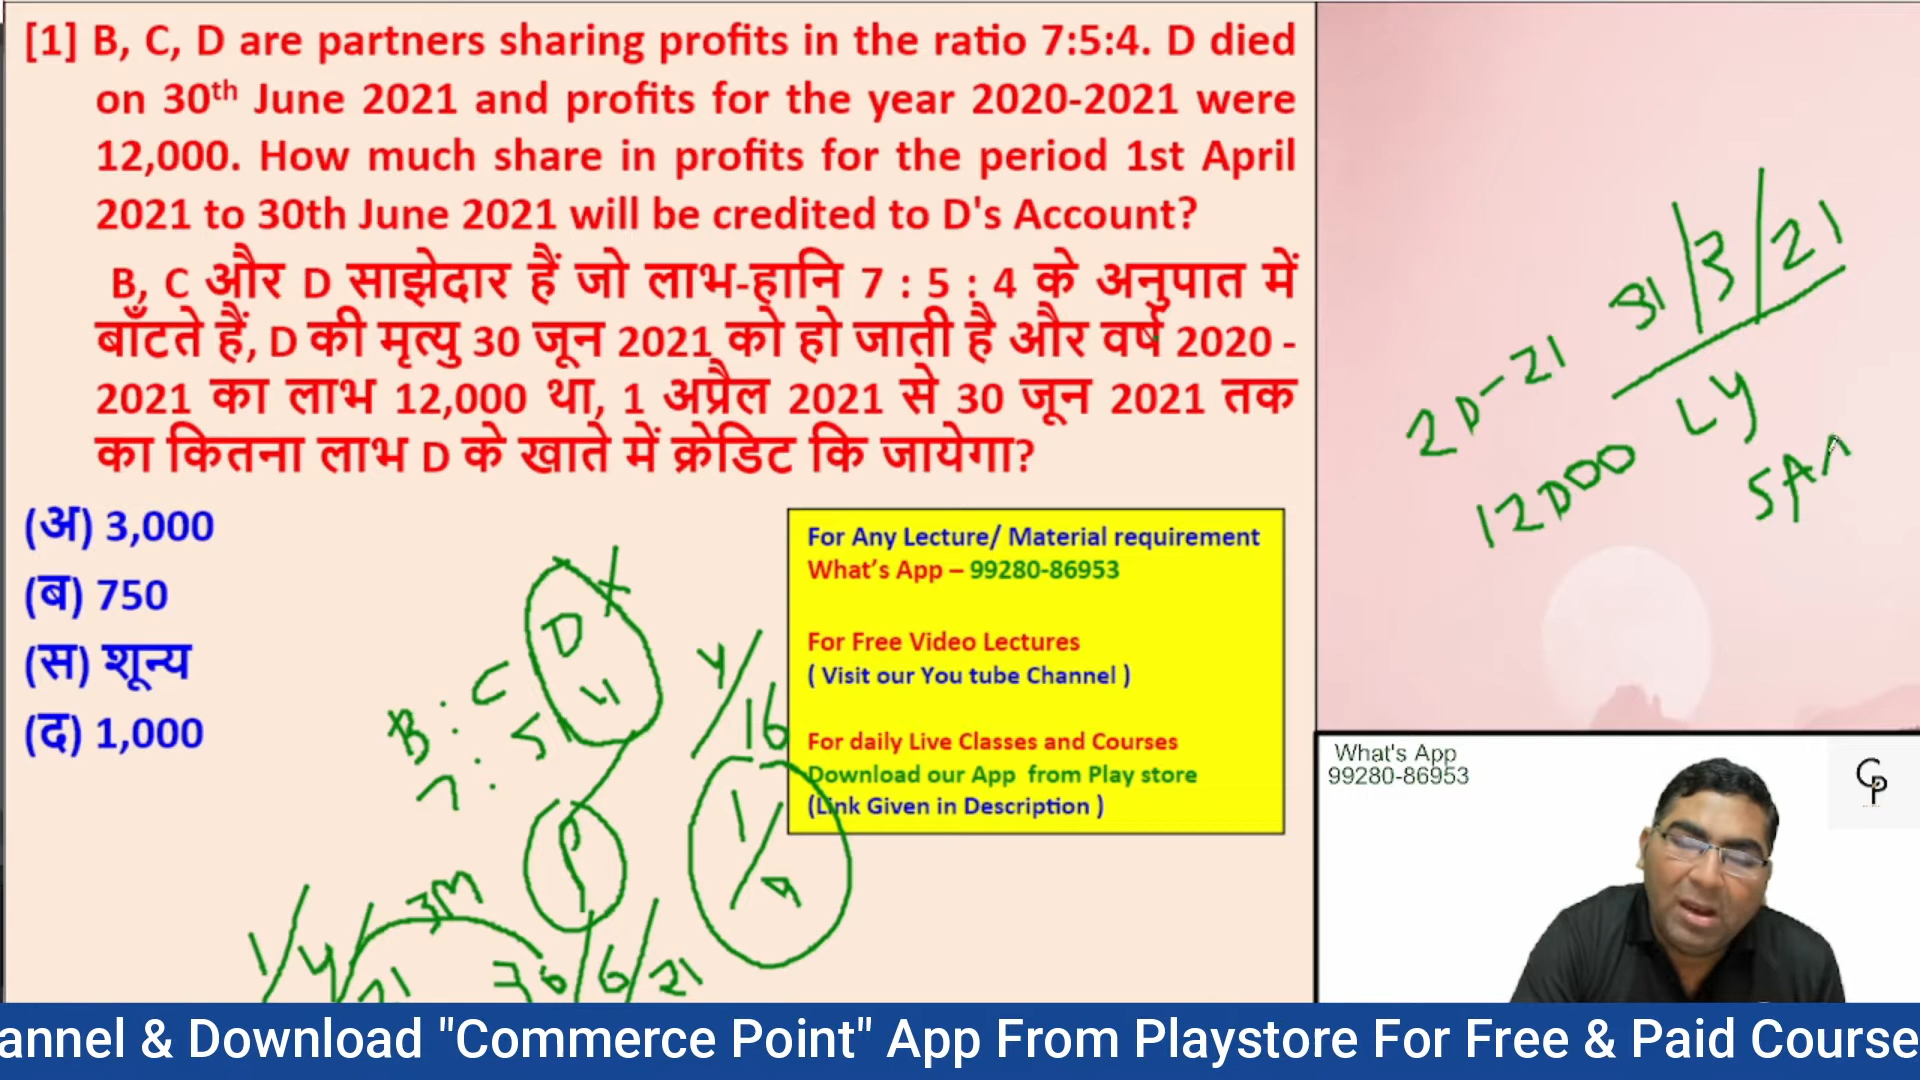 [1] B, C, D are partners sharing profits in the ratio 7:5:4. D died
on 30th June 2021 and profits for the year 2020-2021 were
12,000. How much share in profits for the period 1st April
2021 to 30th June 2021 will be credited to D's Account?
B, C और D साझेदार हैं जो लाभ-हानि 7 : 5 : 4 के अनुपात में
बाँटते हैं, D की मृत्यु 30 जून 2021 को हो जाती है और वर्ष 2020 -
2021 का लाभ 12,000 था, 1 अप्रैल 2021 से 30 जून 2021 तक
का कितना लाभ D के खाते में क्रेडिट कि जायेगा?
(अ) 3,000
(ब) 750
(स) शून्य
(द) 1,000
For Any Lecture/ Material requirement
What's App – 99280-86953
For Free Video Lectures
( Visit our You tube Channel )
For daily Live Classes and Courses
Download our App from Play store
(Link Given in Description )
B : C D
7 : 5 4
4/16
1/4
3M
1/4/21 30/6/21
31/3/21
20-21 LY
12000
What's App
99280-86953
CP
annel & Download "Commerce Point" App From Playstore For Free & Paid Course